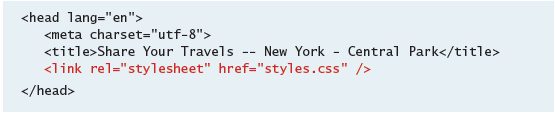 <head lang="en">
<meta charset="utf-8">
<title>Share Your Travels -- New York - Central Park</title>
<link rel="stylesheet" href="styles.css" />
</head>